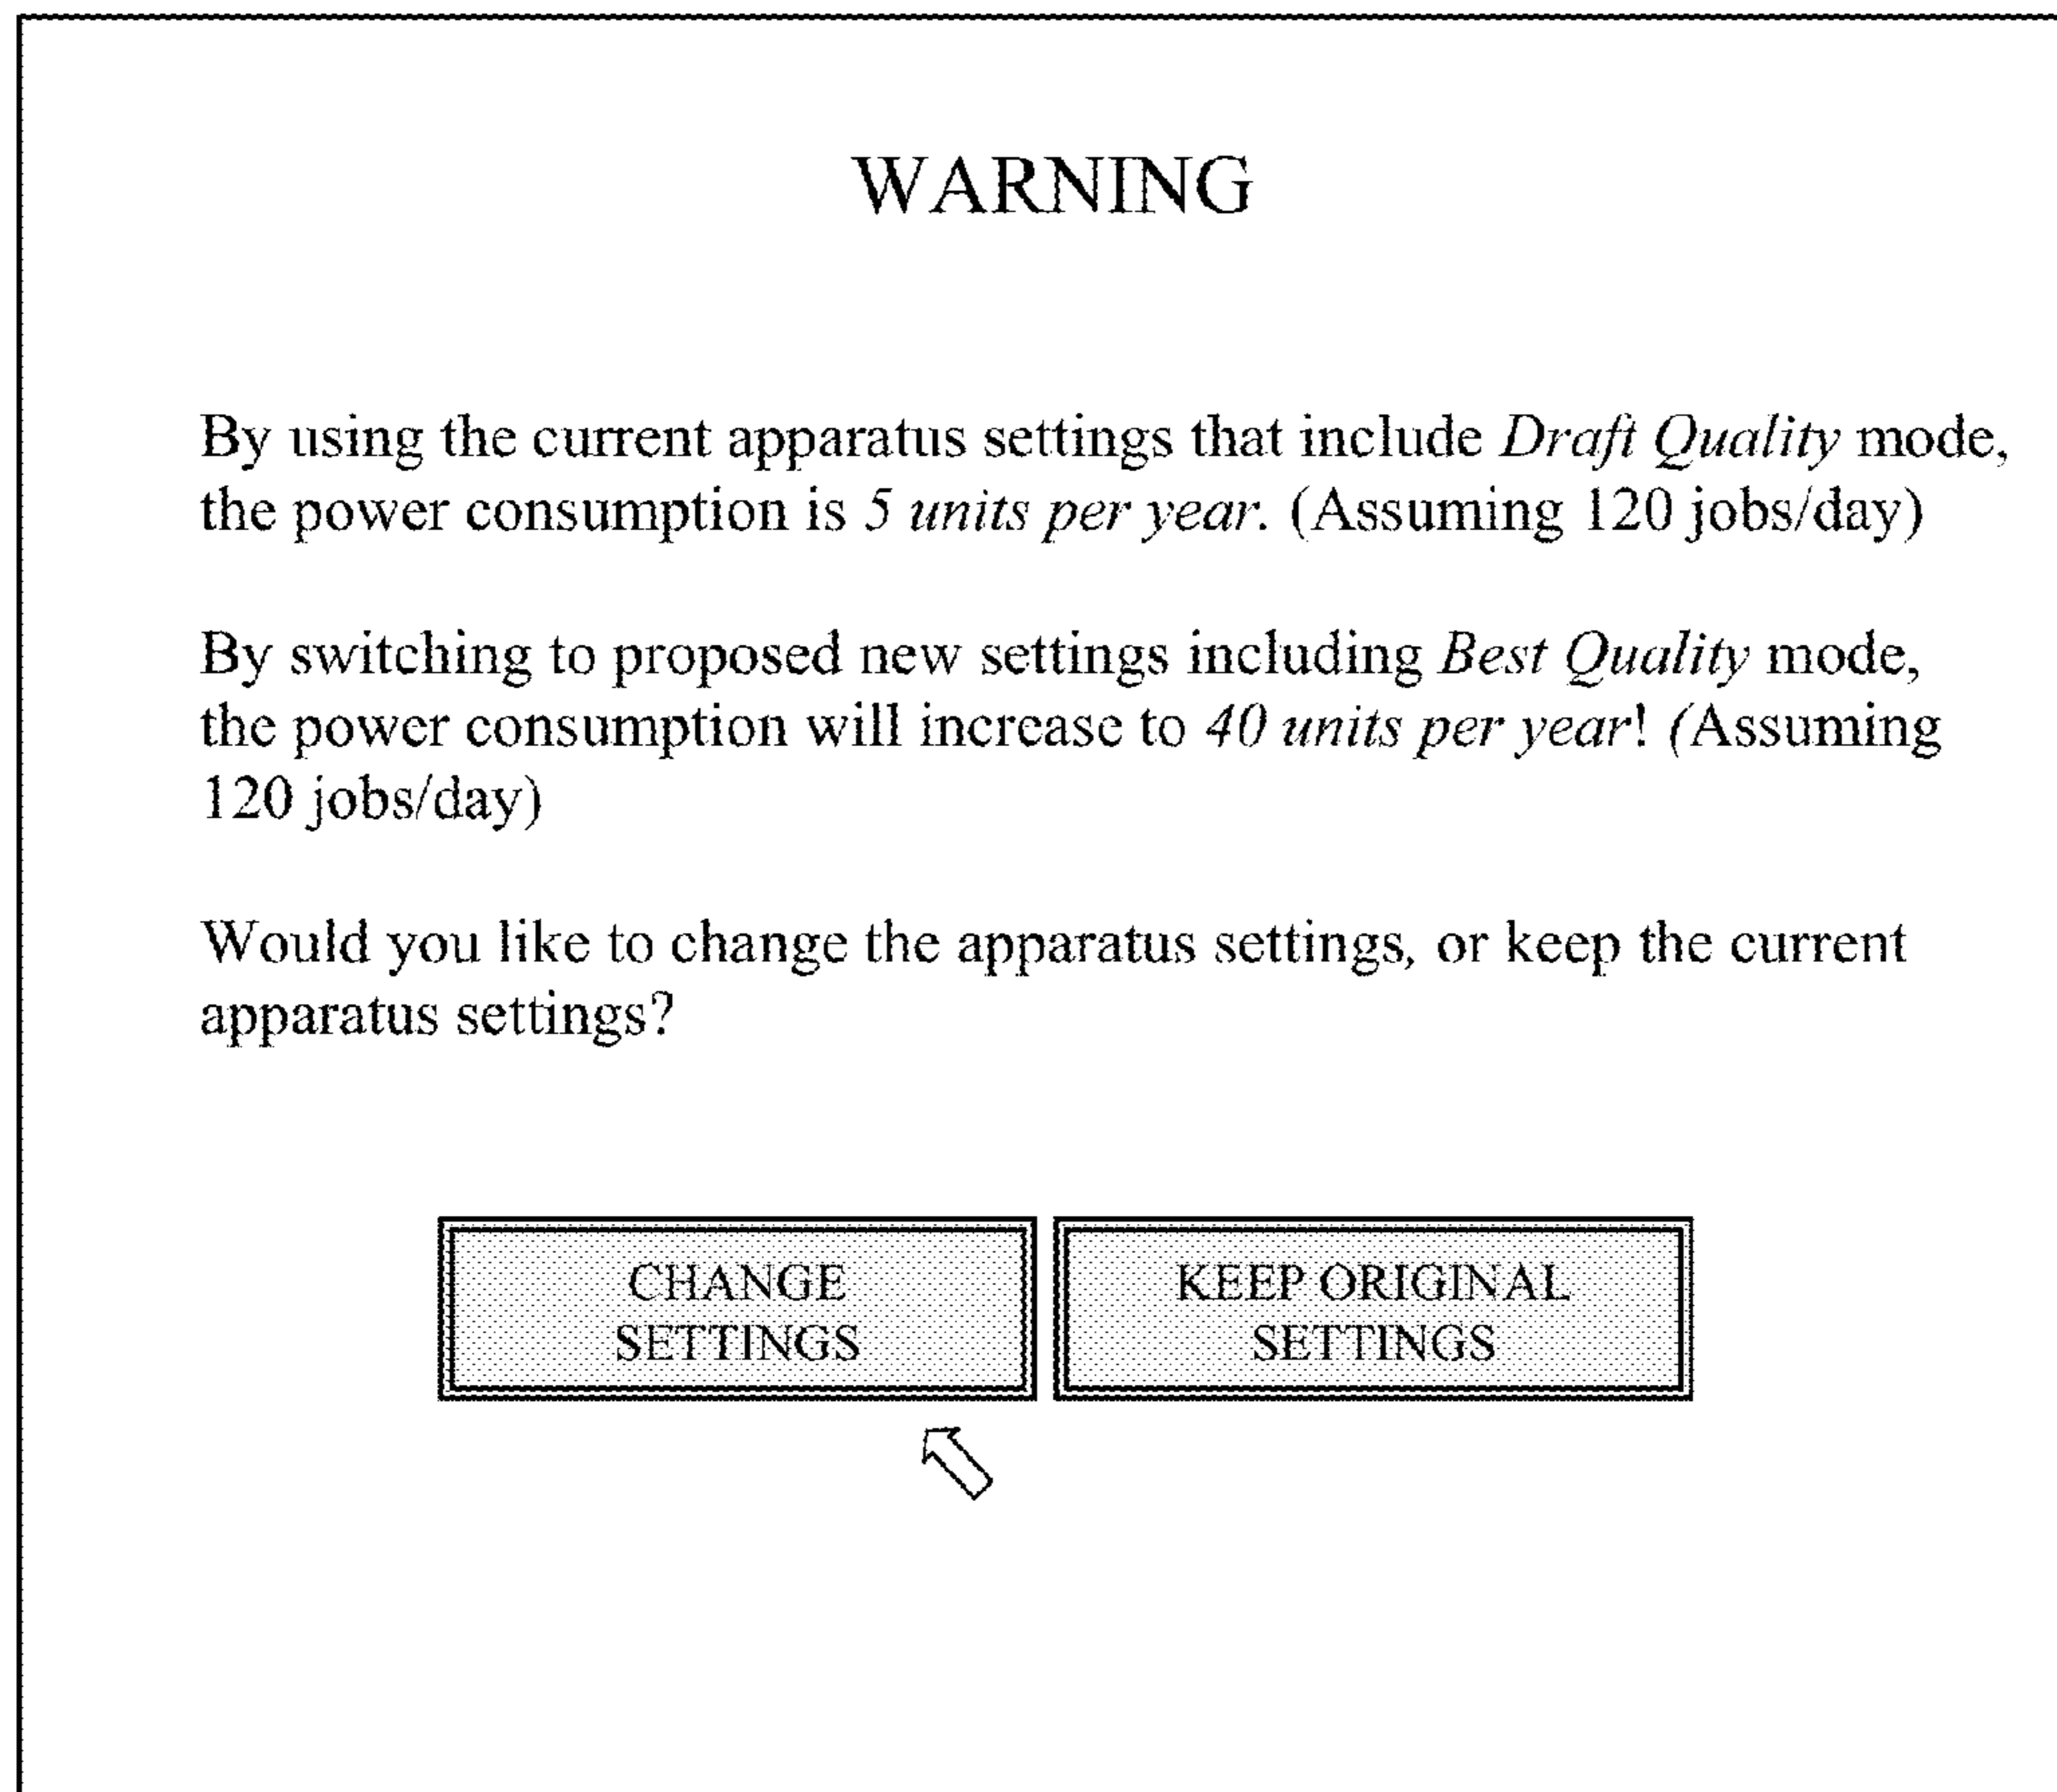 WARNING
By using the current apparatus settings that include Draft Quality mode,
the power consumption is 5 units per year. (Assuming 120 jobs/day)
By switching to proposed new settings including Best Quality mode,
the power consumption will increase to 40 units per year! (Assuming
120 jobs/day)
Would you like to change the apparatus settings, or keep the current
apparatus settings?
CHANGE
SETTINGS
KEEP ORIGINAL
SETTINGS